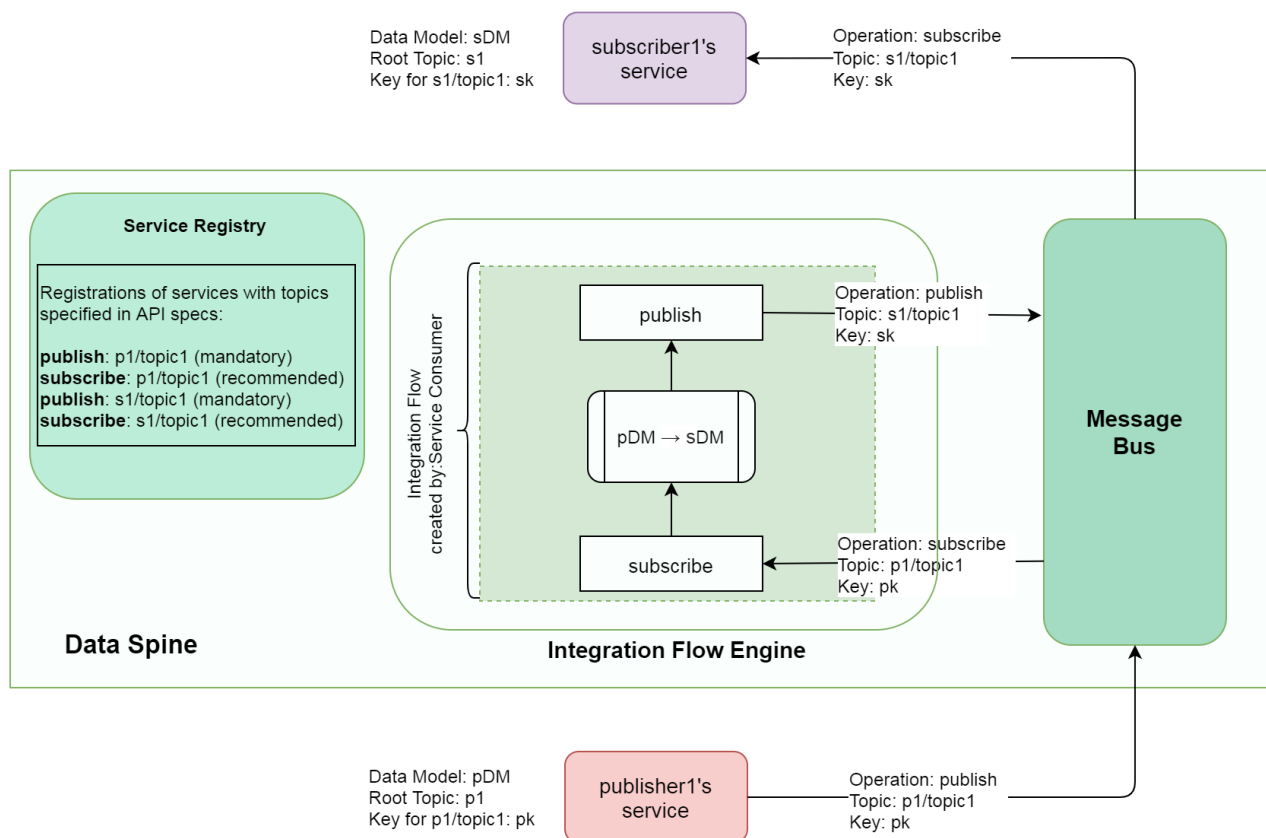 Data Model: sDM
Root Topic: s1
Key for s1/topic1: sk
subscriber1's
service
Operation: subscribe
Topic: s1/topic1
Key: sk
Service Registry
Registrations of services with topics
specified in API specs:
publish: p1/topic1 (mandatory)
subscribe: p1/topic1 (recommended)
publish: s1/topic1 (mandatory)
subscribe: s1/topic1 (recommended)
Integration Flow
created by:Service Consumer
publish
pDM → sDM
subscribe
Operation: publish
Topic: s1/topic1
Key: sk
Operation: subscribe
Topic: p1/topic1
Key: pk
Message
Bus
Data Spine
Integration Flow Engine
Data Model: pDM
Root Topic: p1
Key for p1/topic1: pk
publisher1's
service
Operation: publish
Topic: p1/topic1
Key: pk